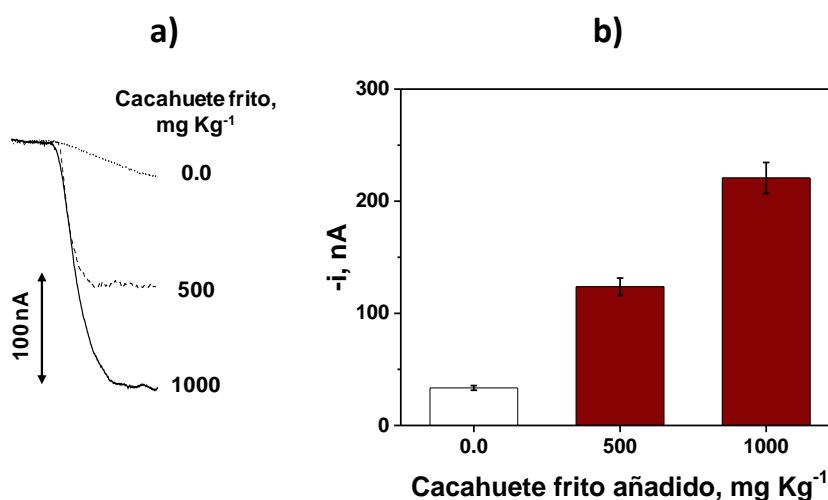 a)
Cacahuete frito,
mg Kg⁻¹
0.0
500
1000
100 nA
b)
300
200
100
0
-i, nA
0.0
500
1000
Cacahuete frito añadido, mg Kg⁻¹